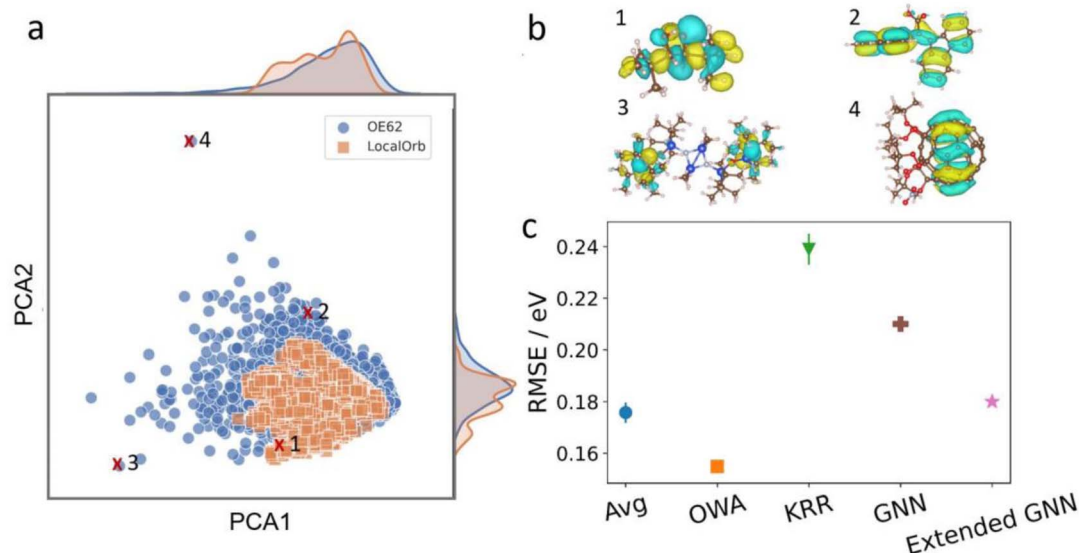 a
OE62
LocalOrb
4
2
1
3
PCA2
PCA1
b
1
2
3
4
c
RMSE / eV
0.24
0.22
0.20
0.18
0.16
Avg
OWA
KRR
GNN
Extended GNN